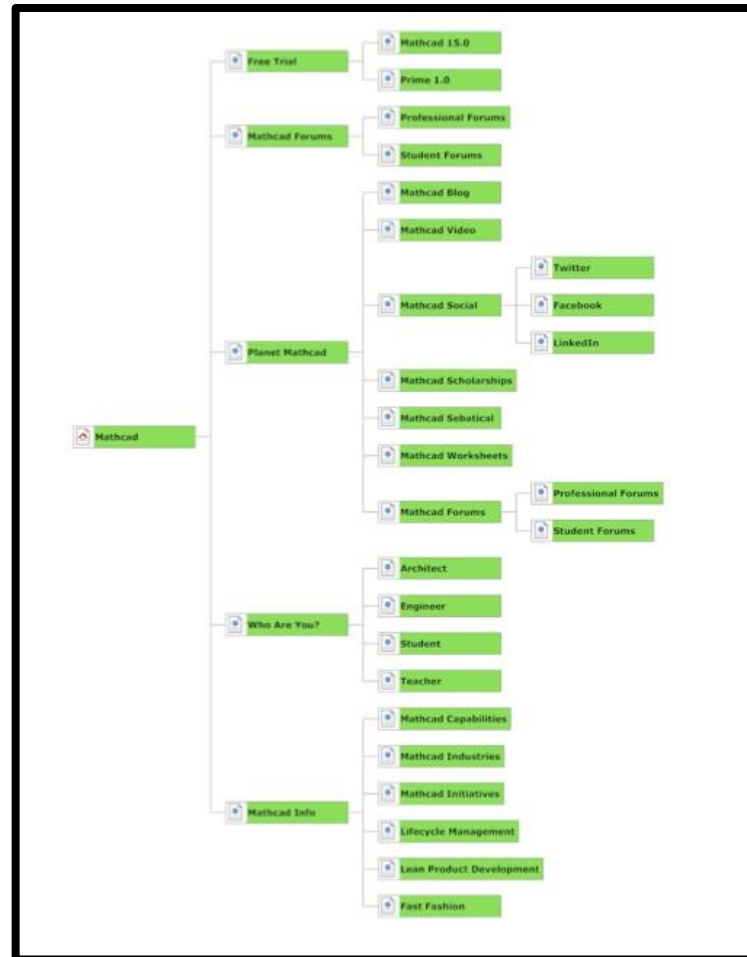 Mathcad
Free Trial
Mathcad 15.0
Prime 1.0
Mathcad Forums
Professional Forums
Student Forums
Planet Mathcad
Mathcad Blog
Mathcad Video
Mathcad Social
Twitter
Facebook
LinkedIn
Mathcad Scholarships
Mathcad Sebatical
Mathcad Worksheets
Mathcad Forums
Professional Forums
Student Forums
Who Are You?
Architect
Engineer
Student
Teacher
Mathcad Info
Mathcad Capabilities
Mathcad Industries
Mathcad Initiatives
Lifecycle Management
Lean Product Development
Fast Fashion